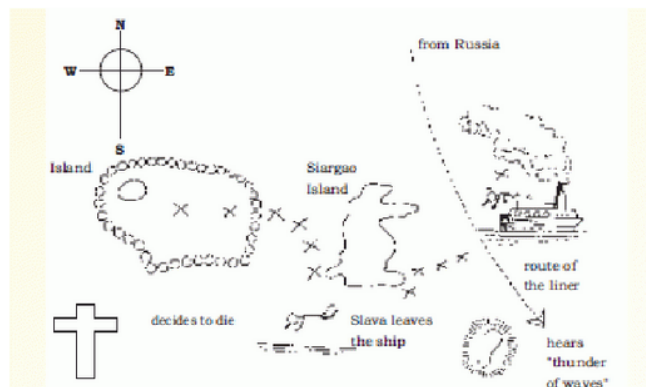 N
from Russia
W
E
S
Island
Siargao
Island
route of
the liner
decides to die
Slava leaves
the ship
hears
"thunder
of waves"